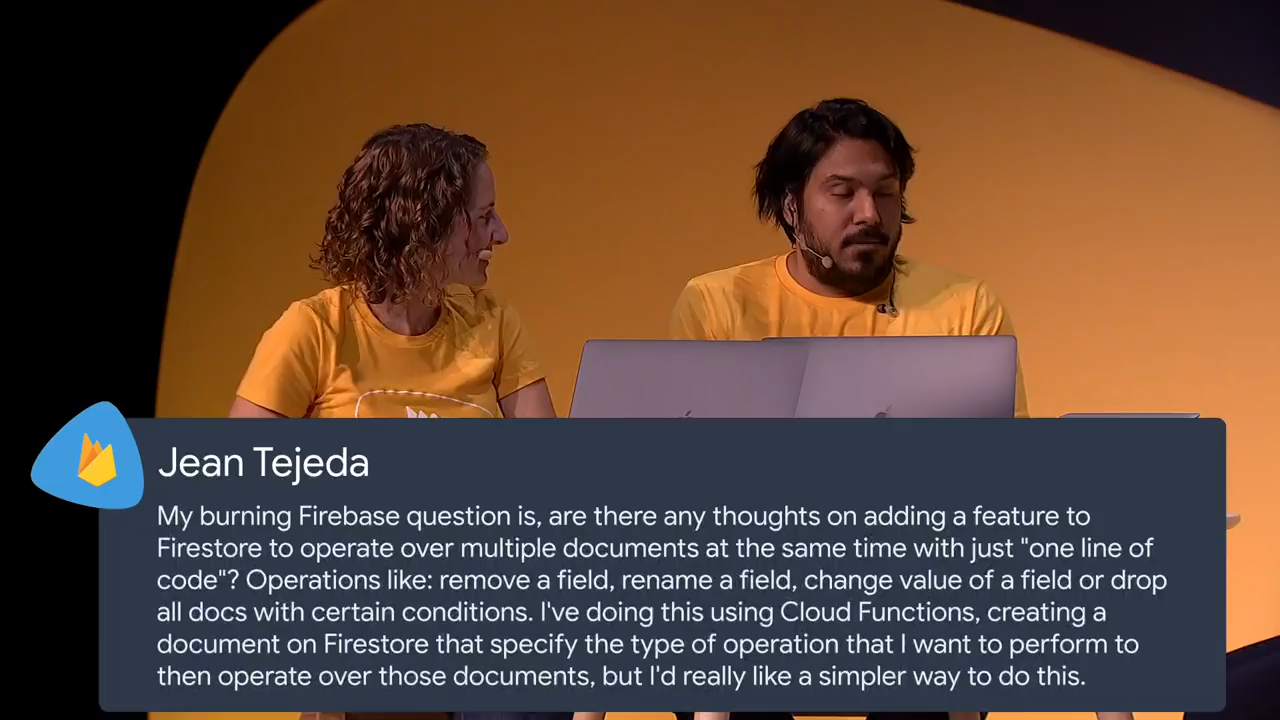 Jean Tejeda
My burning Firebase question is, are there any thoughts on adding a feature to
Firestore to operate over multiple documents at the same time with just "one line of
code"? Operations like: remove a field, rename a field, change value of a field or drop
all docs with certain conditions. I've doing this using Cloud Functions, creating a
document on Firestore that specify the type of operation that I want to perform to
then operate over those documents, but I'd really like a simpler way to do this.